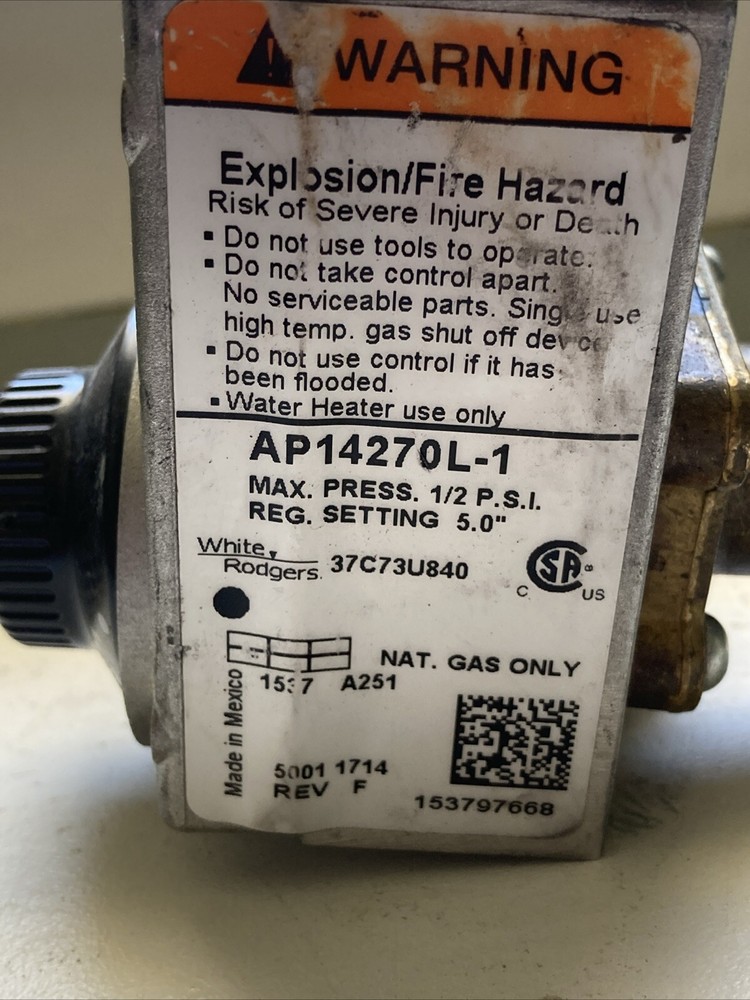 WARNING
Explosion/Fire Hazard
Risk of Severe Injury or Death
▪ Do not use tools to operate.
▪ Do not take control apart.
No serviceable parts. Single use
high temp. gas shut off device
▪ Do not use control if it has
been flooded.
▪ Water Heater use only
AP14270L-1
MAX. PRESS. 1/2 P.S.I.
REG. SETTING 5.0"
White
Rodgers. 37C73U840
SA ®
C US
NAT. GAS ONLY
1537 A251
Made in Mexico
5001 1714
REV F
153797668